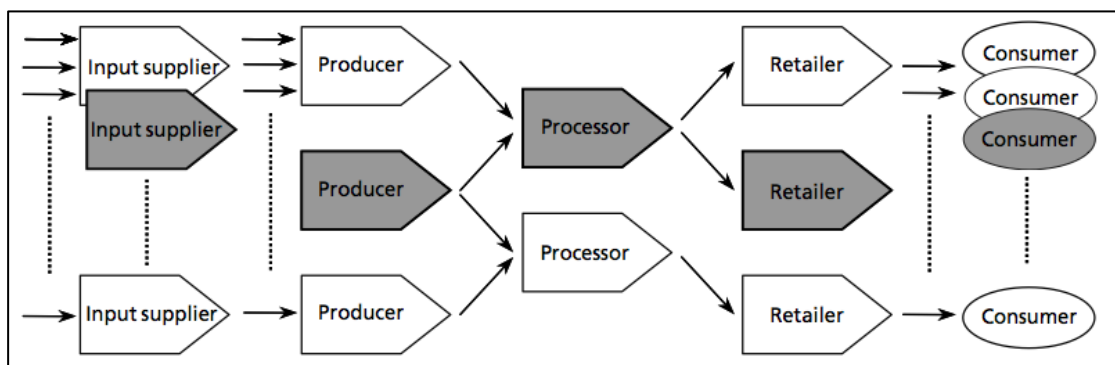 Input supplier
Input supplier
Input supplier
Producer
Producer
Producer
Processor
Processor
Retailer
Retailer
Retailer
Consumer
Consumer
Consumer
Consumer